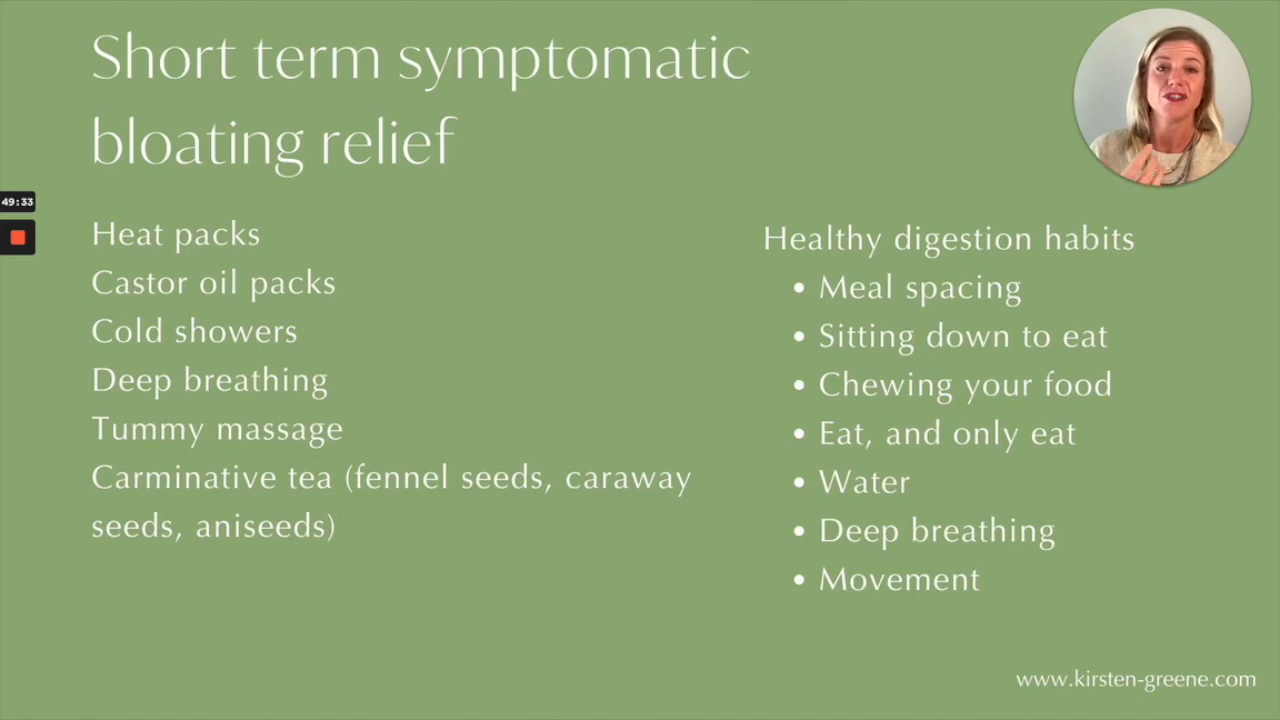 Short term symptomatic
bloating relief
49:33
Heat packs
Castor oil packs
Cold showers
Deep breathing
Tummy massage
Carminative tea (fennel seeds, caraway
seeds, aniseeds)
Healthy digestion habits
• Meal spacing
• Sitting down to eat
• Chewing your food
• Eat, and only eat
• Water
• Deep breathing
• Movement
www.kirsten-greene.com